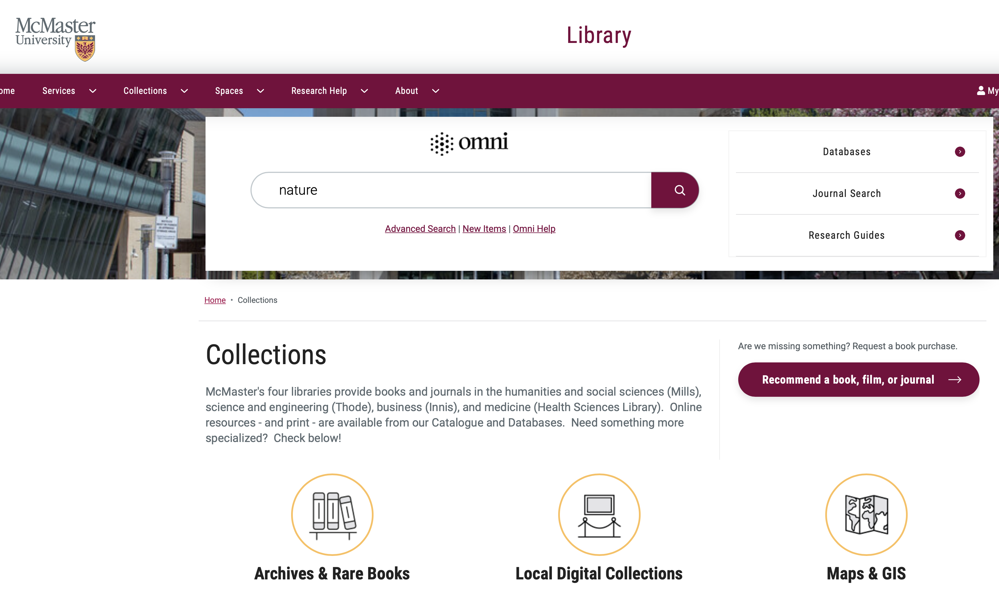 McMaster
University
Library
ome
Services
Collections
Spaces
Research Help
About
My
omni
nature
Advanced Search | New Items | Omni Help
Databases
Journal Search
Research Guides
Home • Collections
Collections
McMaster's four libraries provide books and journals in the humanities and social sciences (Mills),
science and engineering (Thode), business (Innis), and medicine (Health Sciences Library).  Online
resources - and print - are available from our Catalogue and Databases.  Need something more
specialized?  Check below!
Are we missing something? Request a book purchase.
Recommend a book, film, or journal
Archives & Rare Books
Local Digital Collections
Maps & GIS